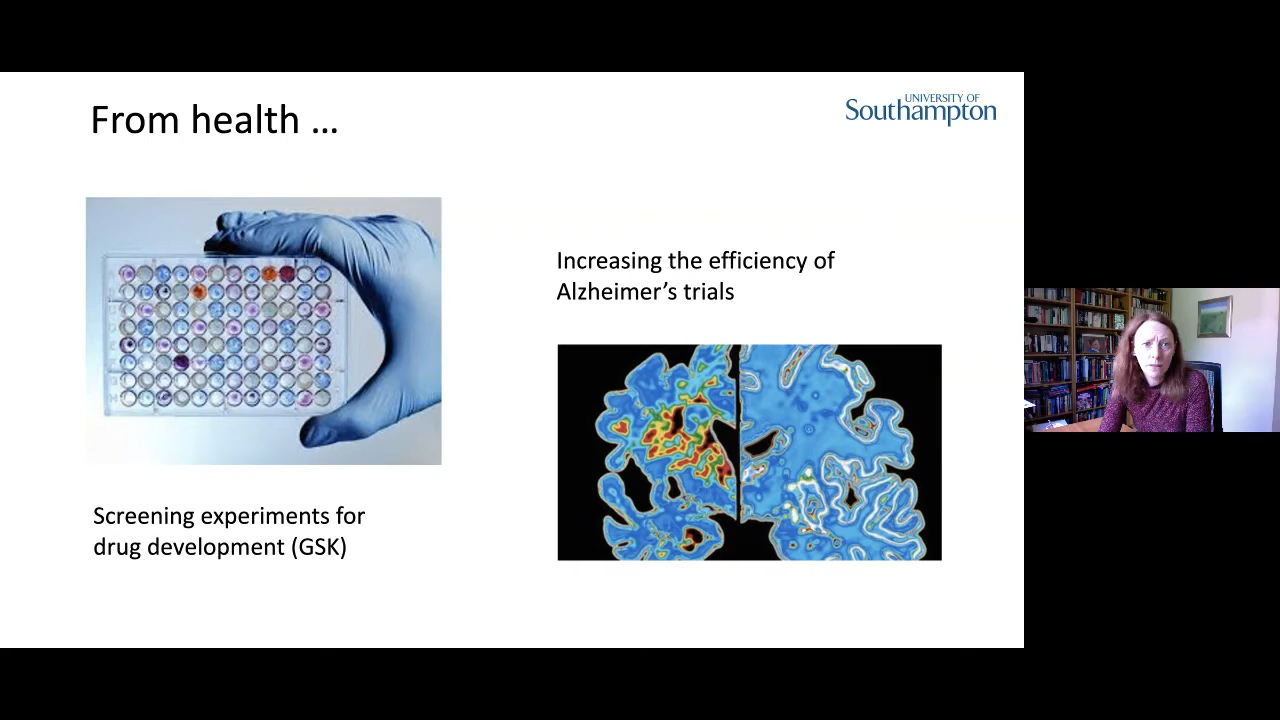 From health ...
UNIVERSITY OF
Southampton
Increasing the efficiency of
Alzheimer's trials
Screening experiments for
drug development (GSK)